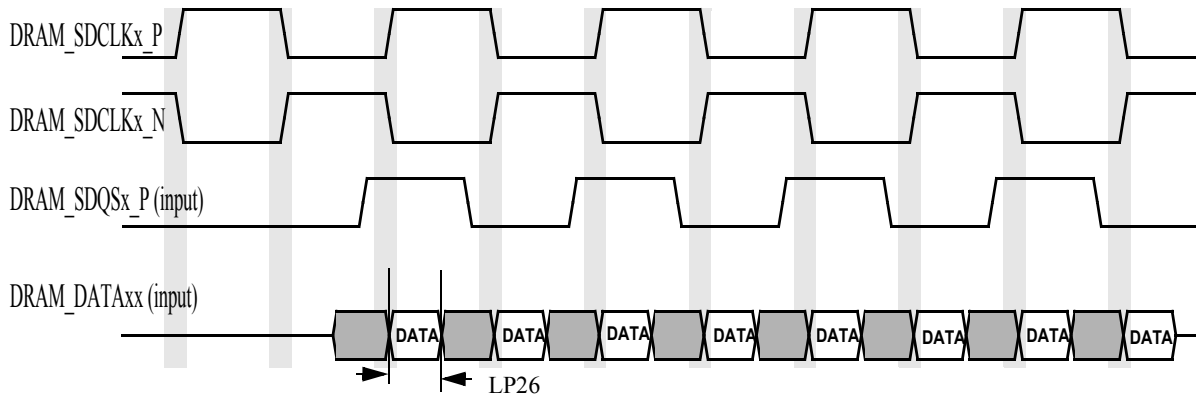 DRAM_SDCLKx_P
DRAM_SDCLKx_N
DRAM_SDQSx_P (input)
DRAM_DATAxx (input)
DATA DATA DATA DATA DATA DATA DATA DATA
LP26